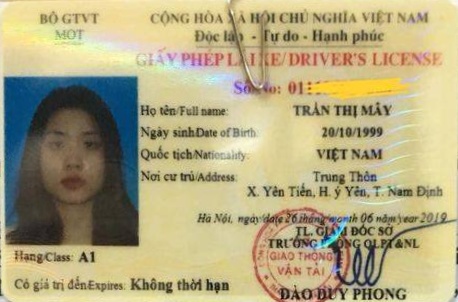 BỘ GTVT
MỘT
CỘNG HÒA XÃ HỘI CHỦ NGHĨA VIỆT NAM
Độc lập - Tự do - Hạnh phúc
GIẤY PHÉP LÁI XE/DRIVER'S LICENSE
Số/No: 01
Họ tên/Full name: TRẦN THỊ MÂY
Ngày sinh/Date of Birth: 20/10/1999
Quốc tịch/Nationality: VIỆT NAM
Nơi cư trú/Address: Trung Thôn
X. Yên Tiến, H. ý Yên, T. Nam Định
Hà Nội, ngày/date 26 tháng/month 06 năm/year 2019
TL. GIÁM ĐỐC SỞ
TRƯỞNG PHÒNG QLPT&NL
GIAO THÔNG
VẬN TẢI
Hạng/Class: A1
Có giá trị đến/Expires: Không thời hạn
ĐÀO DUY PHONG